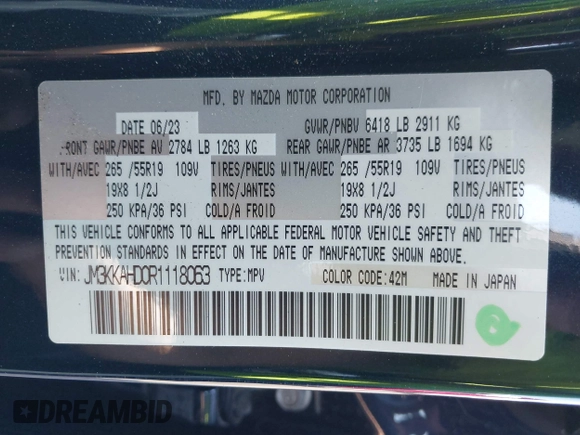 MFD. BY MAZDA MOTOR CORPORATION
DATE 06/23 GVWR/PNBV 6418 LB 2911 KG
FRONT GAWR/PNBE AV 2784 LB 1263 KG REAR GAWR/PNBE AR 3735 LB 1694 KG
WITH/AVEC 265 /55R19 109V TIRES/PNEUS WITH/AVEC 265 /55R19 109V TIRES/PNEUS
19X8 1/2J RIMS/JANTES 19X8 1/2J RIMS/JANTES
250 KPA/36 PSI COLD/A FROID 250 KPA/36 PSI COLD/A FROID
THIS VEHICLE CONFORMS TO ALL APPLICABLE FEDERAL MOTOR VEHICLE SAFETY AND THEFT
PREVENTION STANDARDS IN EFFECT ON THE DATE OF MANUFACTURE SHOWN ABOVE.
VIN: JM3KKAHD0R1118063 TYPE:MPV COLOR CODE:42M MADE IN JAPAN
DREAMBID